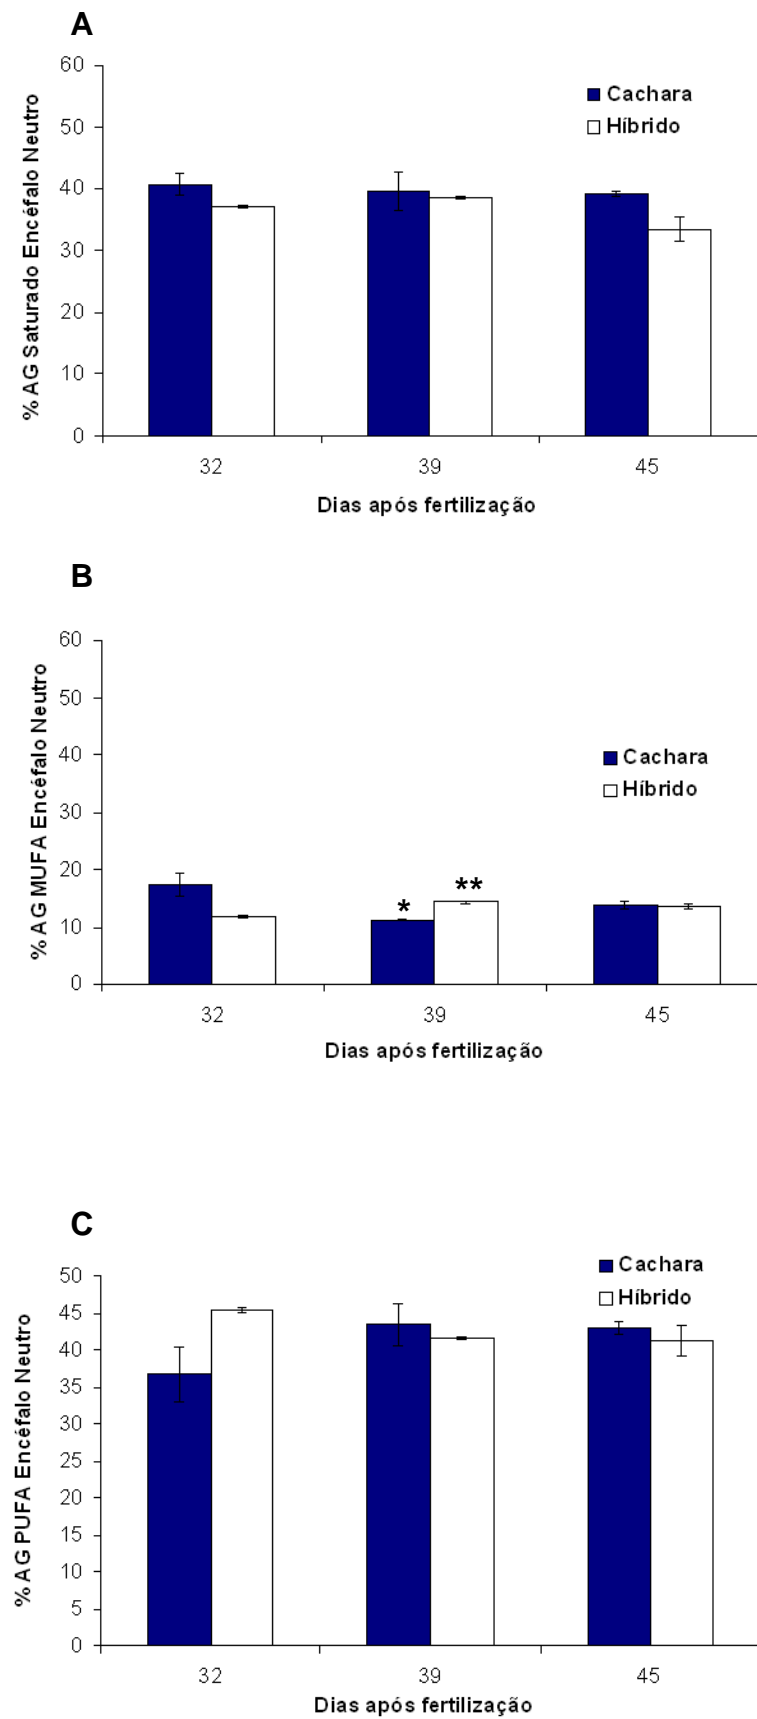 A
% AG Saturado Encéfalo Neutro
60
50
40
30
20
10
0
Cachara
Híbrido
32 39 45
Dias após fertilização
B
% AG MUFA Encéfalo Neutro
60
50
40
30
20
10
0
Cachara
Híbrido
* **
32 39 45
Dias após fertilização
C
% AG PUFA Encéfalo Neutro
50
45
40
35
30
25
20
15
10
5
0
Cachara
Híbrido
32 39 45
Dias após fertilização